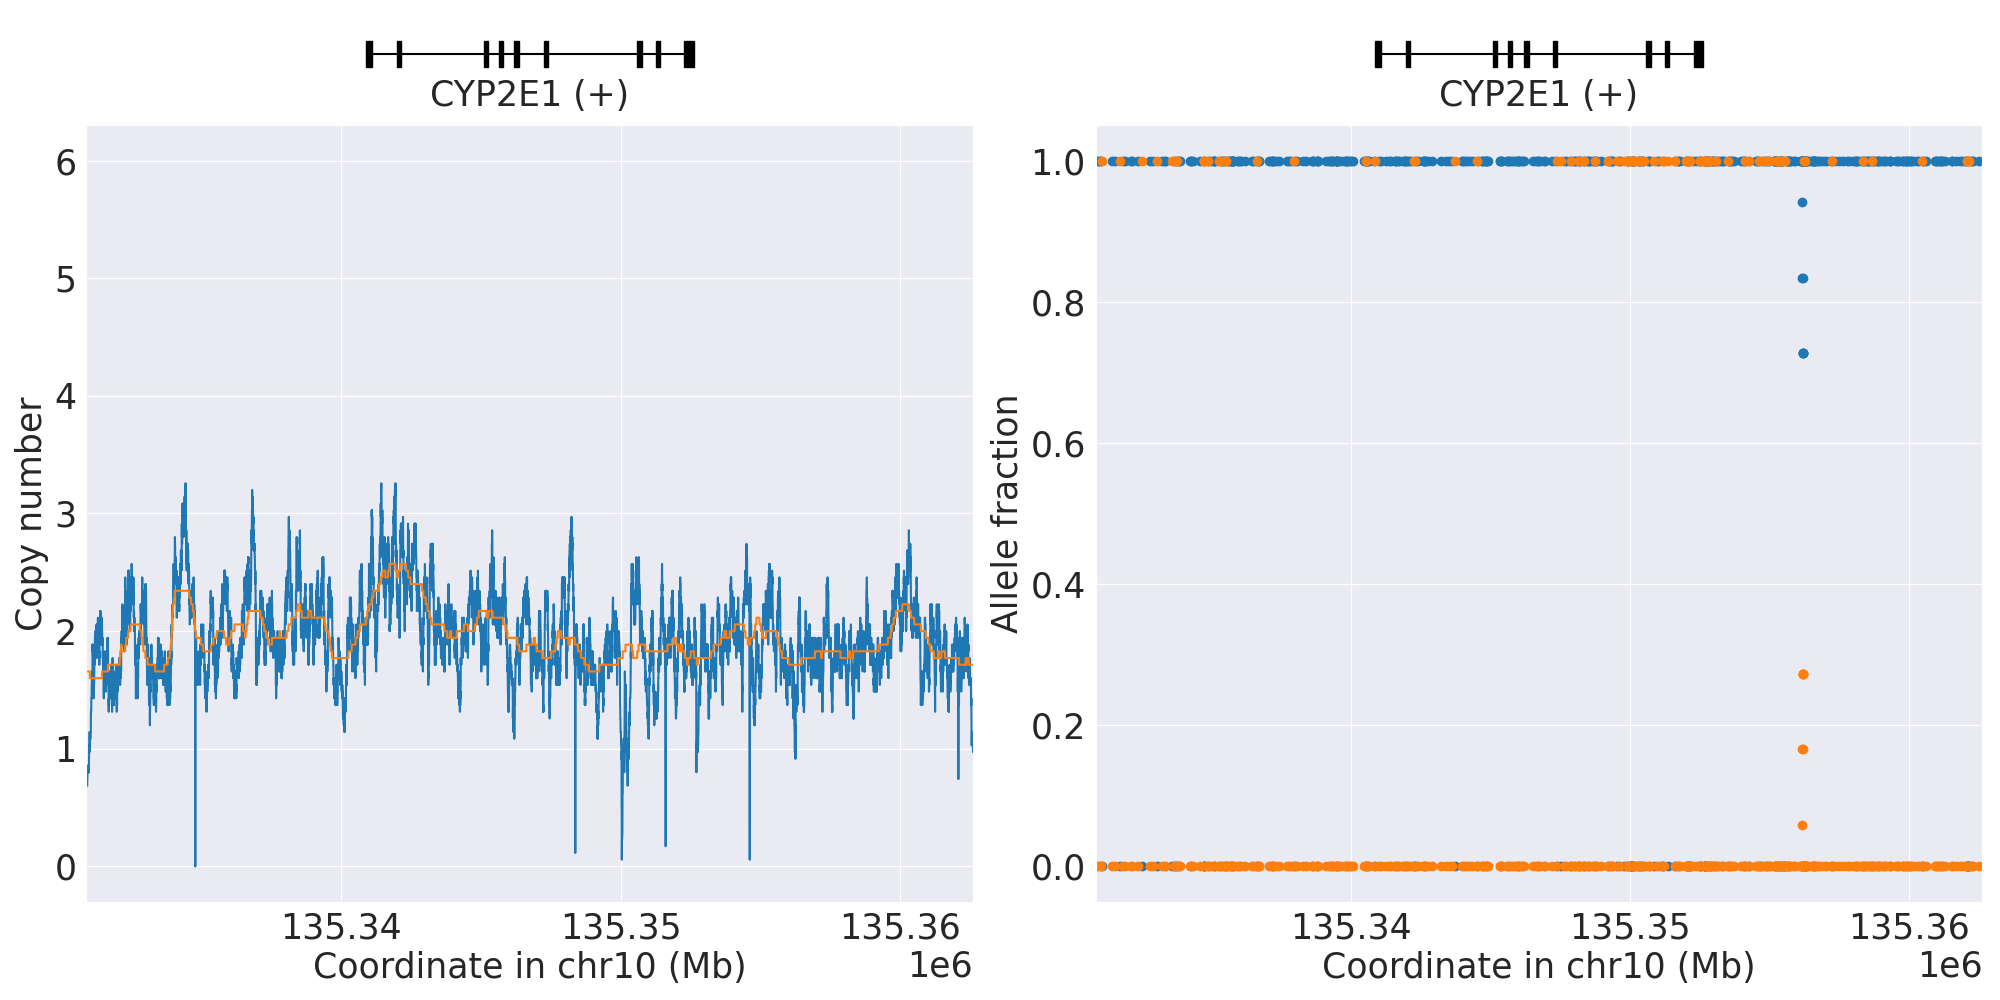 CYP2E1 (+)
6
5
4
3
2
1
0
Copy number
135.34 135.35 135.36
Coordinate in chr10 (Mb)
1e6
CYP2E1 (+)
1.0
0.8
0.6
0.4
0.2
0.0
Allele fraction
135.34 135.35 135.36
Coordinate in chr10 (Mb)
1e6